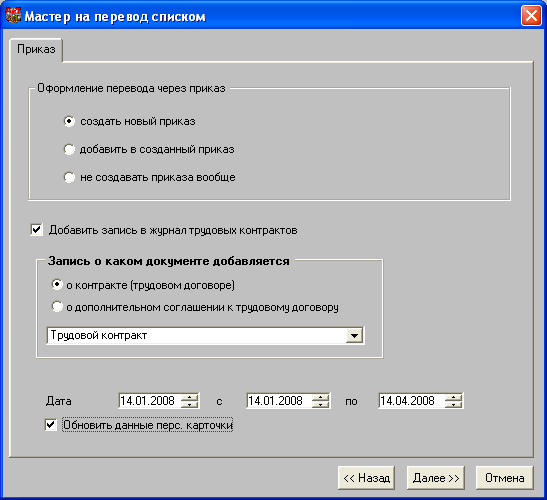 Мастер на перевод списком
Приказ
Оформление перевода через приказ
создать новый приказ
добавить в созданный приказ
не создавать приказа вообще
Добавить запись в журнал трудовых контрактов
Запись о каком документе добавляется
о контракте (трудовом договоре)
о дополнительном соглашении к трудовому договору
Трудовой контракт
Дата 14.01.2008 с 14.01.2008 по 14.04.2008
Обновить данные перс. карточки
<< Назад Далее >> Отмена